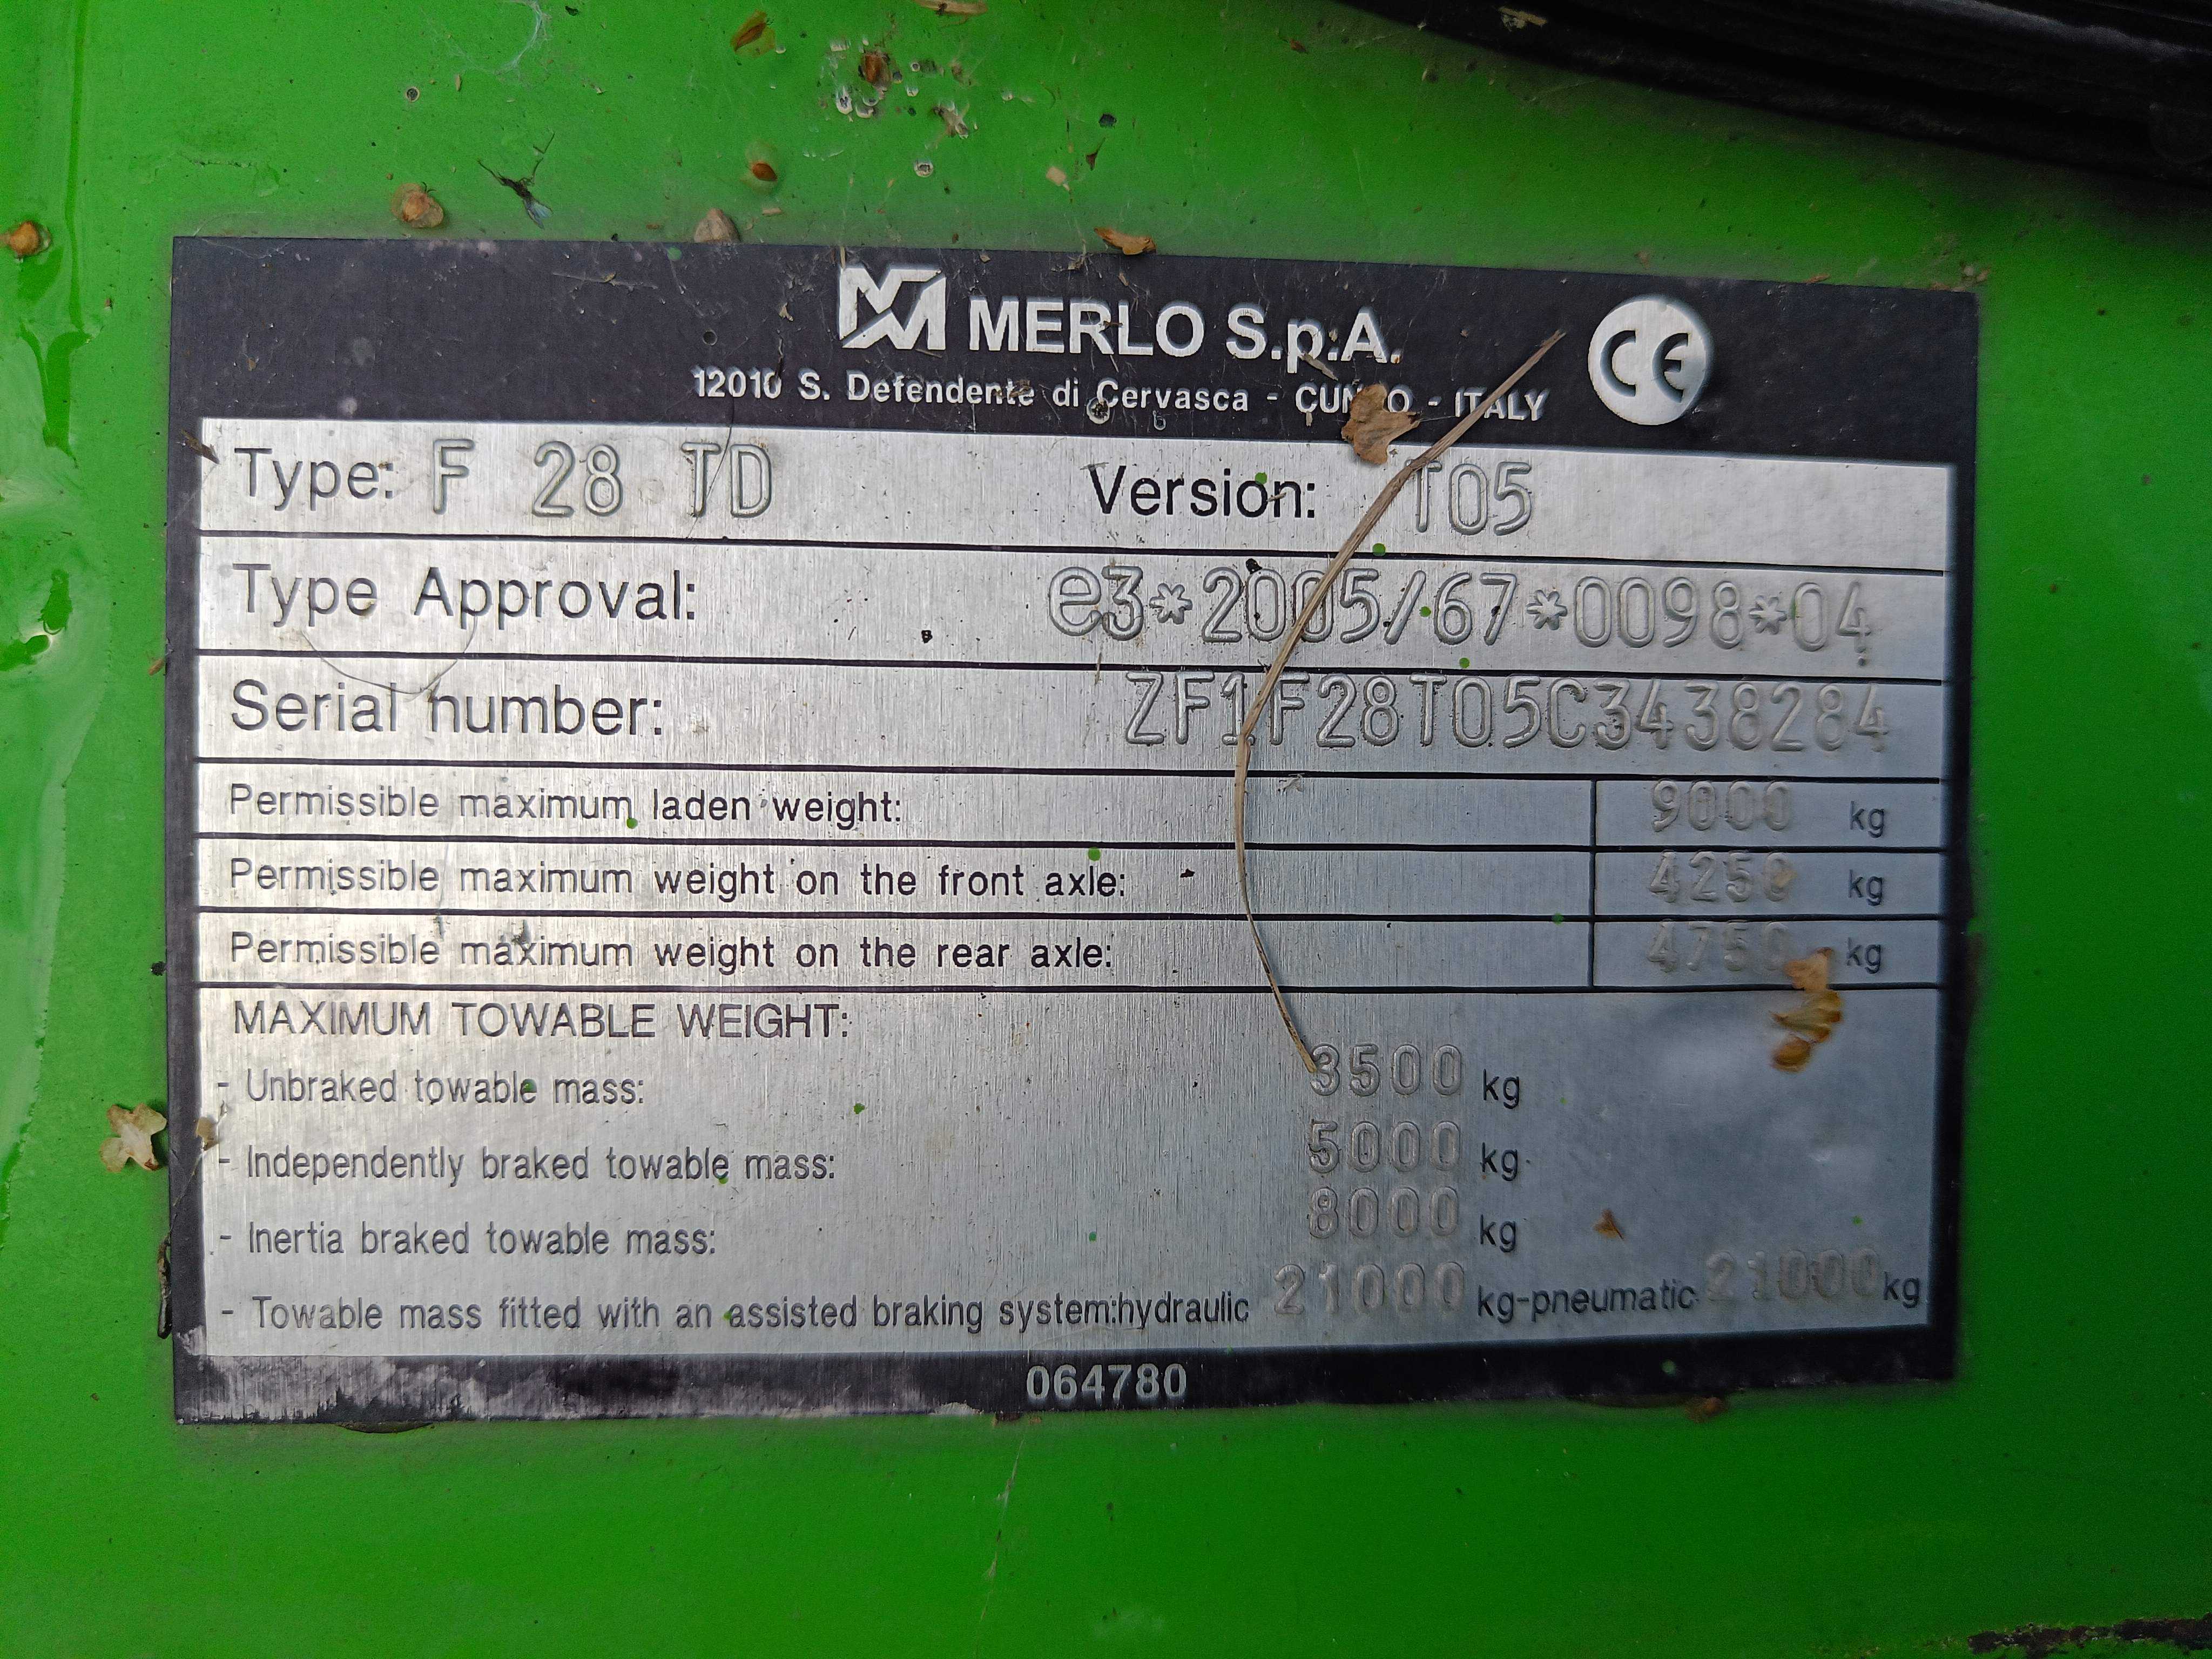 MERLO S.p.A.
CE
12010 S. Defendente di Cervasca - CUNEO - ITALY
Type: F 28 TD Version: T05
Type Approval: e3*2005/67*0098*04
Serial number: ZF1F28T05C3438284
Permissible maximum laden weight: 9000 kg
Permissible maximum weight on the front axle: 4250 kg
Permissible maximum weight on the rear axle: 4750 kg
MAXIMUM TOWABLE WEIGHT:
- Unbraked towable mass: 3500 kg
- Independently braked towable mass: 5000 kg
- Inertia braked towable mass: 8000 kg
- Towable mass fitted with an assisted braking system:hydraulic 21000 kg-pneumatic 21000 kg
064780